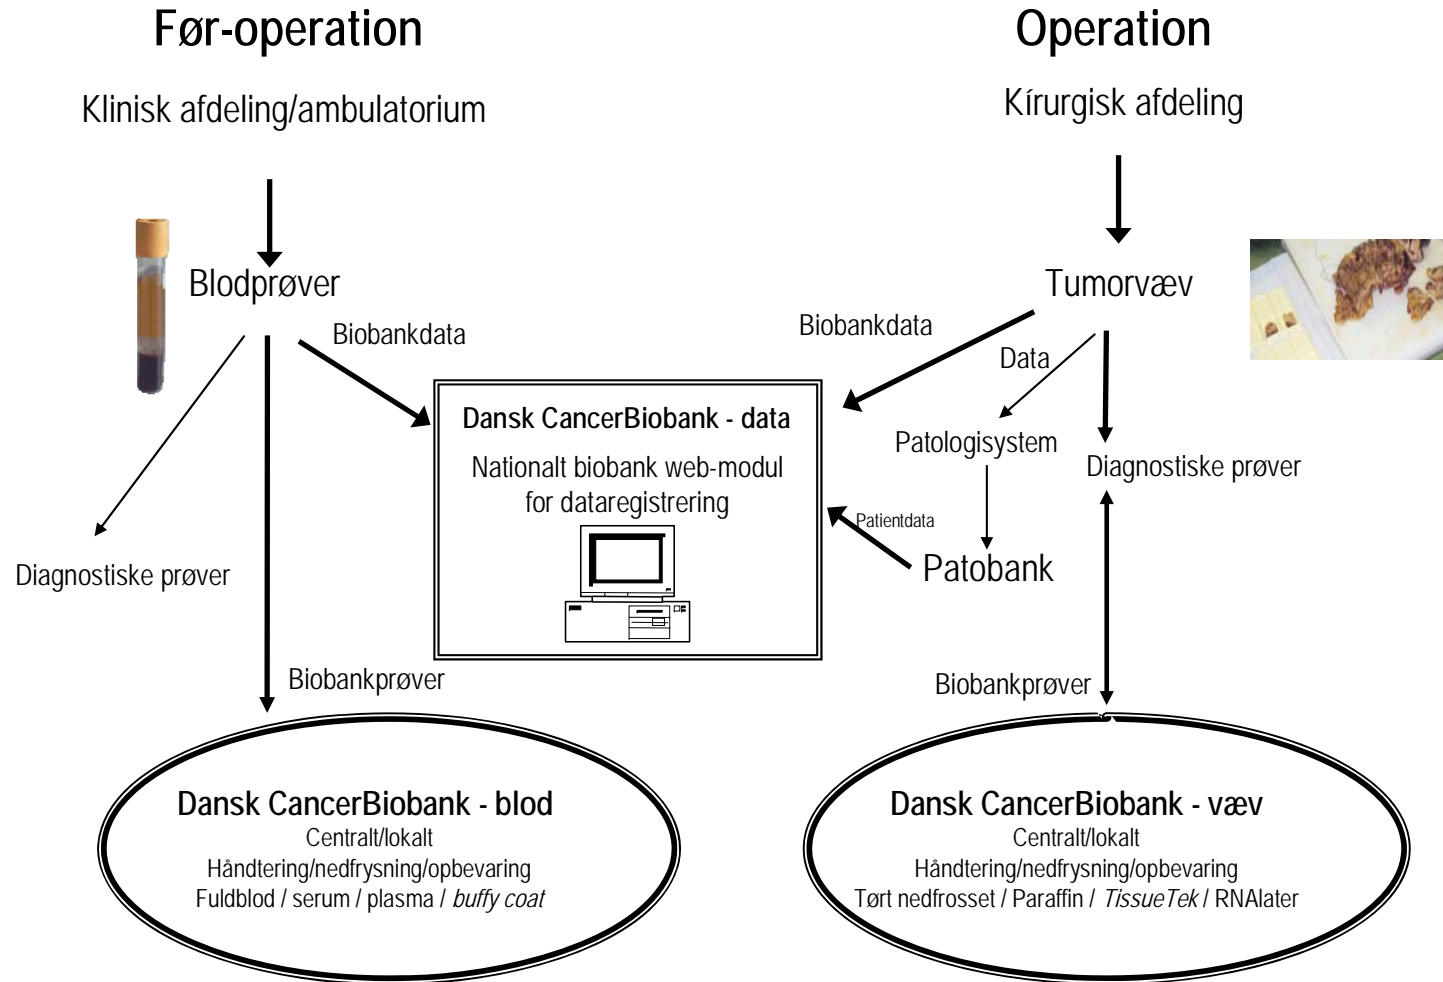 Før-operation
Klinisk afdeling/ambulatorium
Blodprøver
Biobankdata
Diagnostiske prøver
Biobankprøver
Dansk CancerBiobank - blod
Centralt/lokalt
Håndtering/nedfrysning/opbevaring
Fuldblod / serum / plasma / buffy coat
Dansk CancerBiobank - data
Nationalt biobank web-modul
for dataregistrering
Operation
Kírurgisk afdeling
Tumorvæv
Biobankdata
Data
Patologisystem
Diagnostiske prøver
Patientdata
Patobank
Biobankprøver
Dansk CancerBiobank - væv
Centralt/lokalt
Håndtering/nedfrysning/opbevaring
Tørt nedfrosset / Paraffin / TissueTek / RNAlater